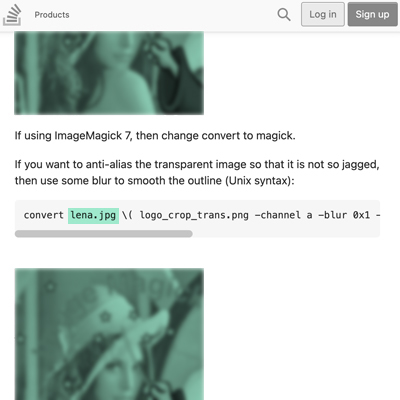 Products
Log in
Sign up
If using ImageMagick 7, then change convert to magick.
If you want to anti-alias the transparent image so that it is not so jagged,
then use some blur to smooth the outline (Unix syntax):
convert lena.jpg \( logo_crop_trans.png -channel a -blur 0x1 -